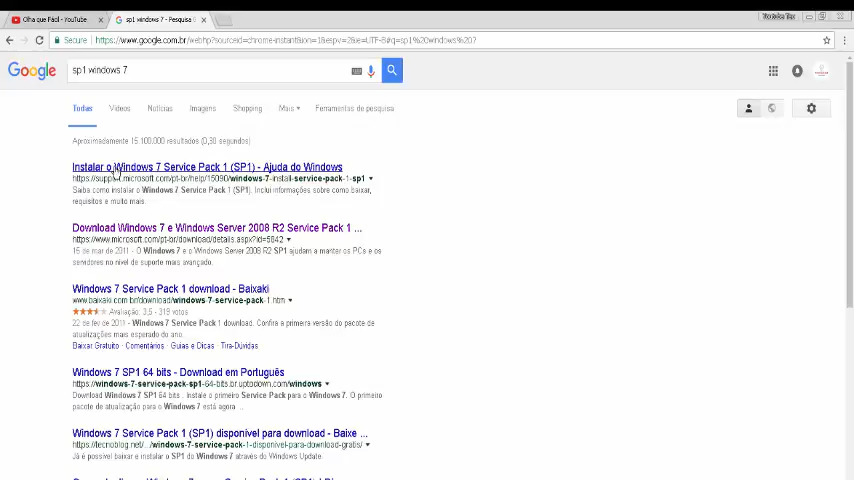 Olha que Fácil - YouTube
sp1 windows 7 - Pesquisa G
Secure https://www.google.com.br/webhp?sourceid=chrome-instant&ion=1&espv=2&ie=UTF-8#q=sp1%20windows%207
Google sp1 windows 7
Todas Vídeos Notícias Imagens Shopping Mais Ferramentas de pesquisa
Aproximadamente 15.100.000 resultados (0,30 segundos)
Instalar o Windows 7 Service Pack 1 (SP1) - Ajuda do Windows
https://support.microsoft.com/pt-br/help/15090/windows-7-install-service-pack-1-sp1
Saiba como instalar o Windows 7 Service Pack 1 (SP1). Inclui informações sobre como baixar,
requisitos e muito mais.
Download Windows 7 e Windows Server 2008 R2 Service Pack 1 ...
https://www.microsoft.com/pt-br/download/details.aspx?id=5842
15 de mar de 2011 - O Windows 7 e o Windows Server 2008 R2 SP1 ajudam a manter os PCs e os
servidores no nível de suporte mais avançado.
Windows 7 Service Pack 1 download - Baixaki
www.baixaki.com.br/download/windows-7-service-pack-1.htm
Avaliação: 3,5 - 319 votos
22 de fev de 2011 - Windows 7 Service Pack 1 download. Confira a primeira versão do pacote de
atualizações mais esperado do ano.
Baixar Gratuito · Comentários · Guias e Dicas · Tira-Dúvidas
Windows 7 SP1 64 bits - Download em Português
https://windows-7-service-pack-sp1-64-bits.br.uptodown.com/windows
Download Windows 7 SP1 64 bits . Instale o primeiro Service Pack para o Windows 7. O primeiro
pacote de atualização para o Windows 7 está agora ...
Windows 7 Service Pack 1 (SP1) disponível para download - Baixe ...
https://tecnoblog.net/.../windows-7-service-pack-1-disponivel-para-download-gratis/
Já é possível baixar e instalar o SP1 do Windows 7 através do Windows Update.